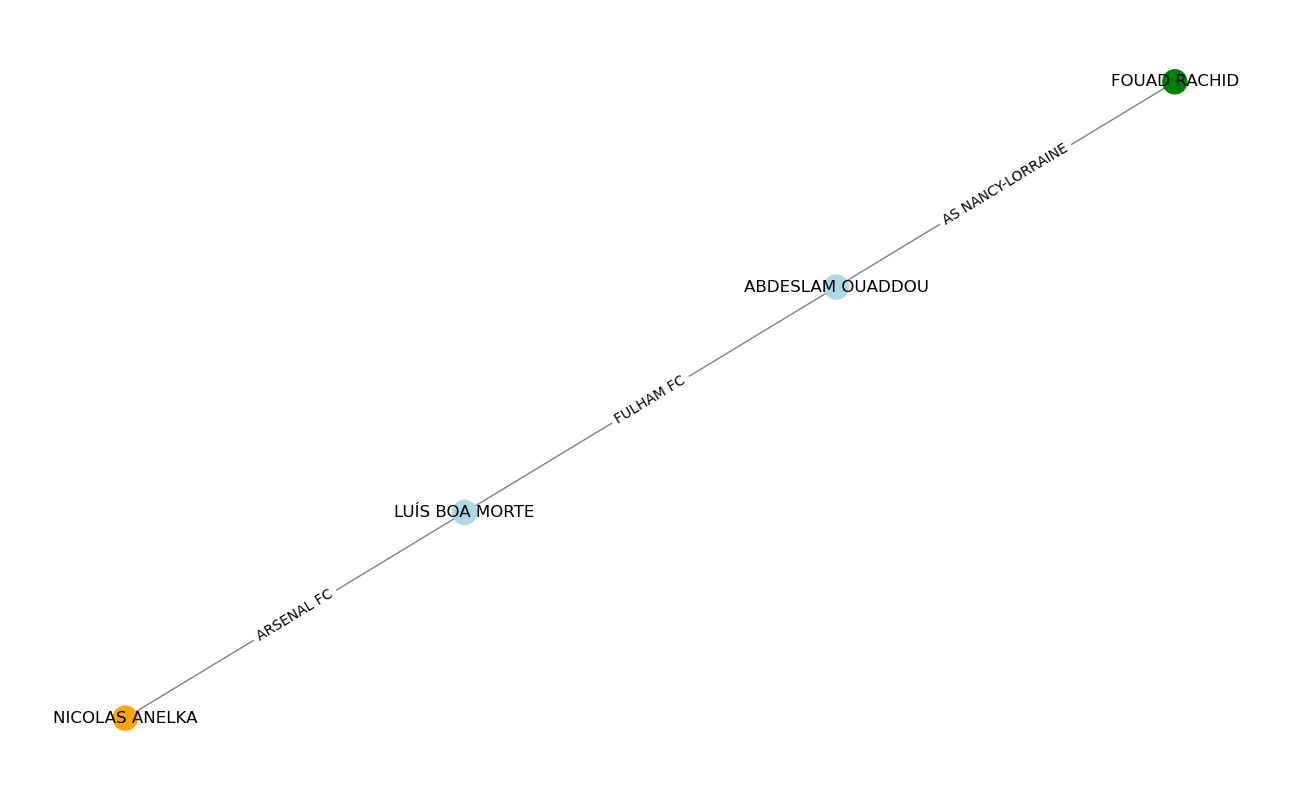 FOUAD RACHID
AS NANCY-LORRAINE
ABDESLAM OUADDOU
FULHAM FC
LUÍS BOA MORTE
ARSENAL FC
NICOLAS ANELKA